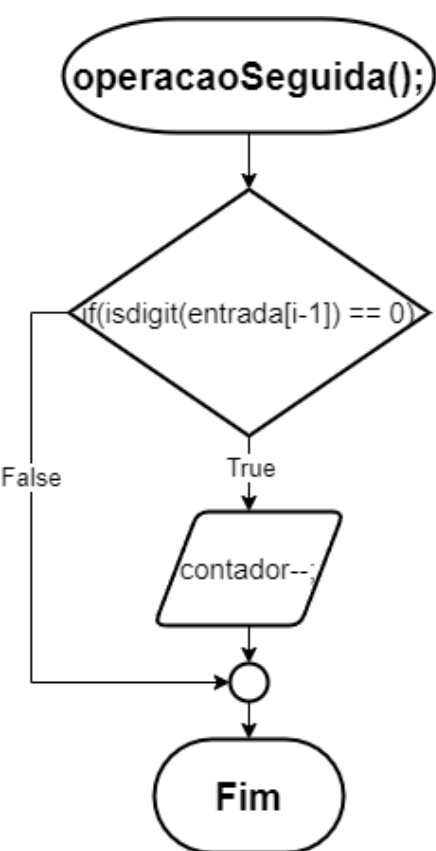 operacaoSeguida();
if(isdigit(entrada[i-1]) == 0)
True
False
contador--;
Fim